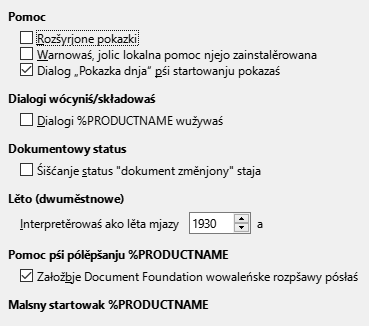 Pomoc
Rozšyrjone pokazki
Warnowaś, jolic lokalna pomoc njejo zainstalěrowana
Dialog „Pokazka dnja“ pśi startowanju pokazaś
Dialogi wócyniś/składowaś
Dialogi %PRODUCTNAME wužywaś
Dokumentowy status
Śišćanje status "dokument změnjony" staja
Lěto (dwuměstnowe)
Interpretěrowaś ako lěta mjazy 1930 a
Pomoc pśi pólěpšanju %PRODUCTNAME
Załožbje Document Foundation wowaleńske rozpšawy pósłaś
Malsny startowak %PRODUCTNAME